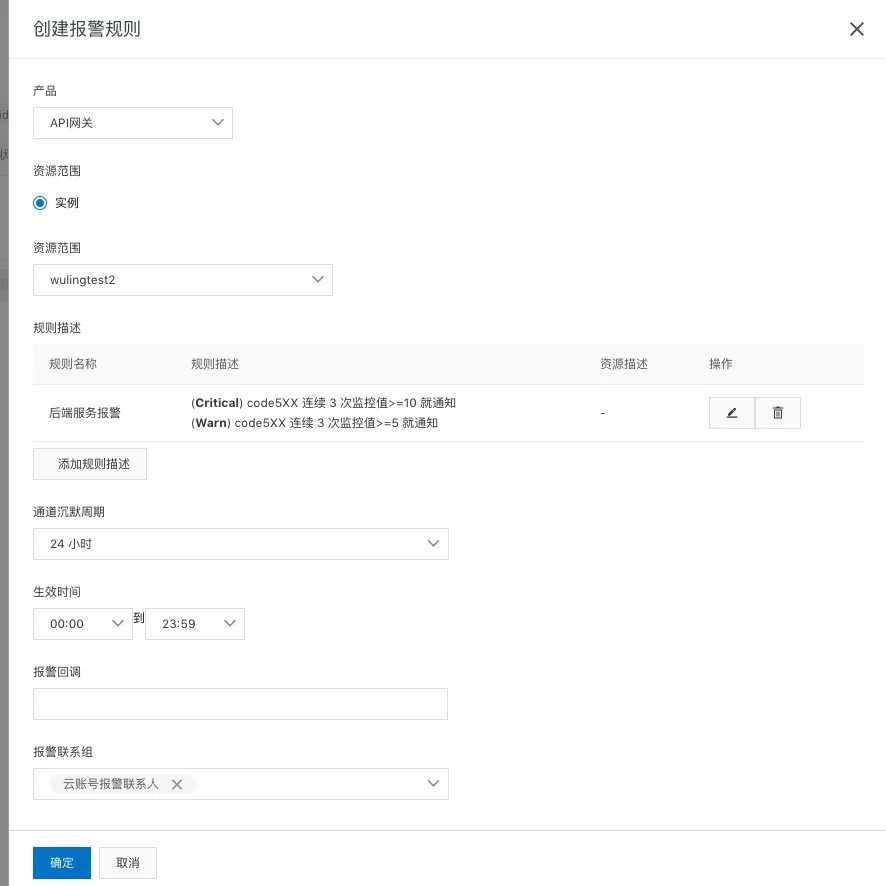 创建报警规则
产品
API网关
资源范围
实例
资源范围
wulingtest2
规则描述
规则名称 规则描述 资源描述 操作
后端服务报警 (Critical) code5XX 连续 3 次监控值>=10 就通知 -
(Warn) code5XX 连续 3 次监控值>=5 就通知
添加规则描述
通道沉默周期
24 小时
生效时间
00:00 到 23:59
报警回调
报警联系组
云账号报警联系人
确定 取消